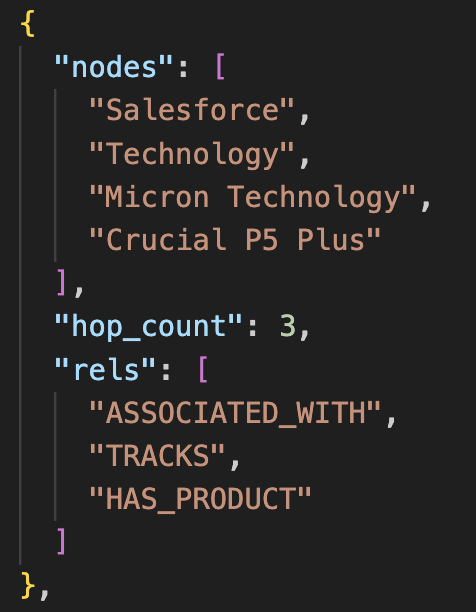 {
"nodes": [
"Salesforce",
"Technology",
"Micron Technology",
"Crucial P5 Plus"
],
"hop_count": 3,
"rels": [
"ASSOCIATED_WITH",
"TRACKS",
"HAS_PRODUCT"
]
},